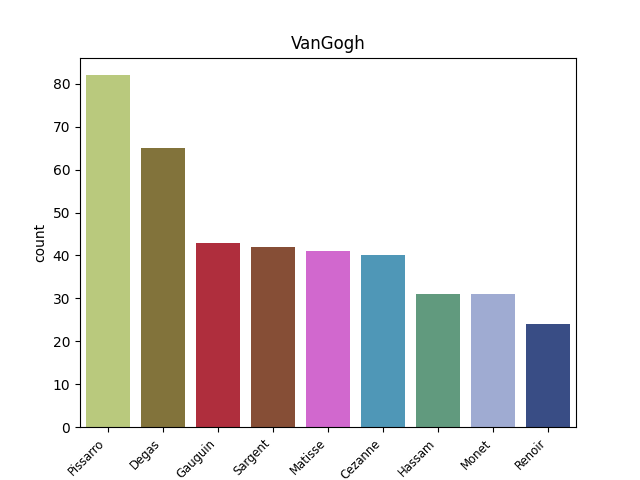 VanGogh
count
80
70
60
50
40
30
20
10
0
Pissarro
Degas
Gauguin
Sargent
Matisse
Cezanne
Hassam
Monet
Renoir